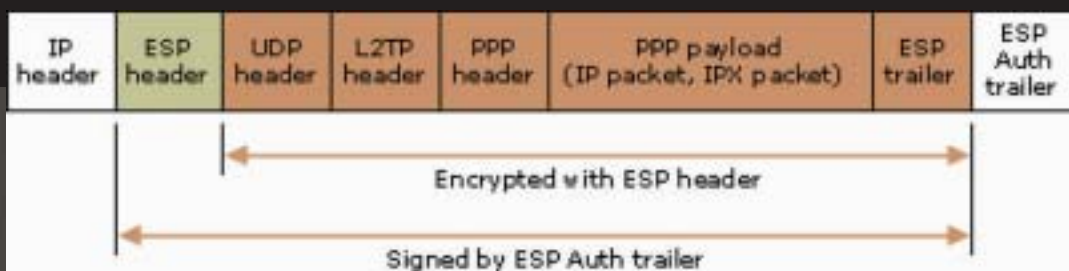 IP header
ESP header
UDP header
L2TP header
PPP header
PPP payload
(IP packet, IPX packet)
ESP trailer
ESP Auth trailer
Encrypted with ESP header
Signed by ESP Auth trailer